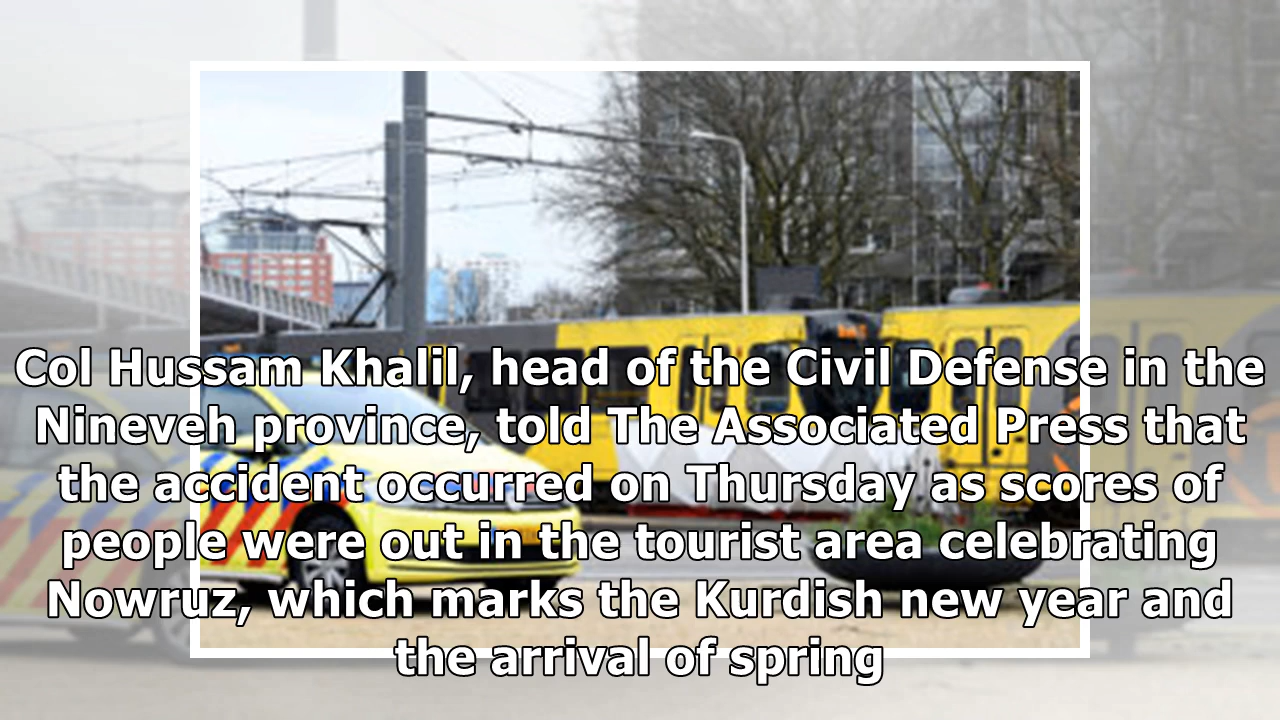 Col Hussam Khalil, head of the Civil Defense in the
Nineveh province, told The Associated Press that
the accident occurred on Thursday as scores of
people were out in the tourist area celebrating
Nowruz, which marks the Kurdish new year and
the arrival of spring